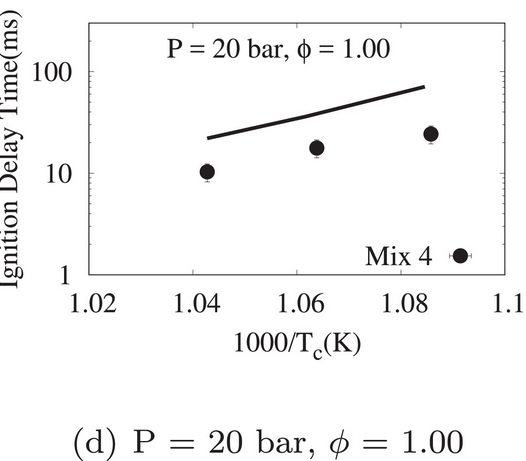 Ignition Delay Time(ms)
P = 20 bar, ϕ = 1.00
100
10
1
Mix 4
1.02 1.04 1.06 1.08 1.1
1000/T_c(K)
(d) P = 20 bar, ϕ = 1.00